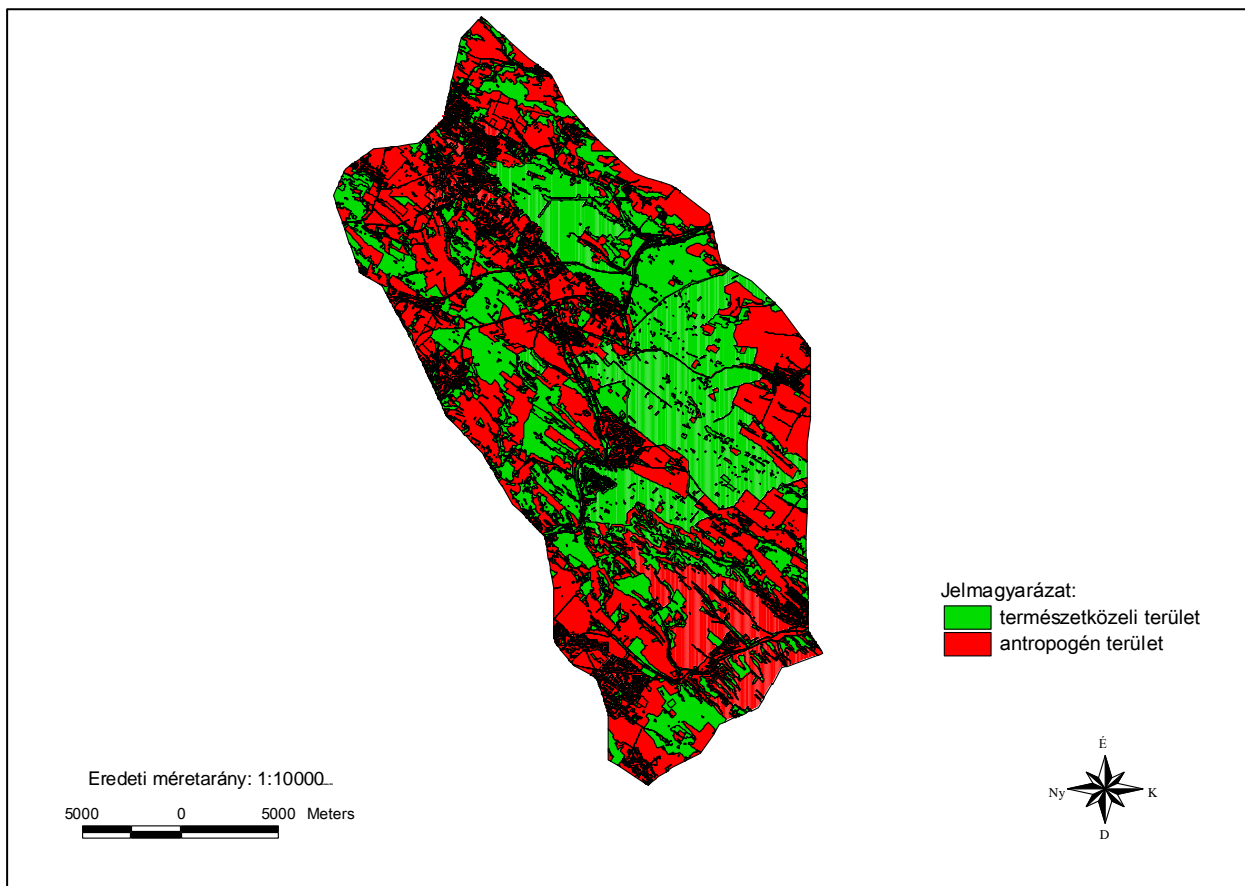 Jelmagyarázat:
természetközeli terület
antropogén terület
Eredeti méretarány: 1:10000
5000 0 5000 Meters
É
Ny K
D